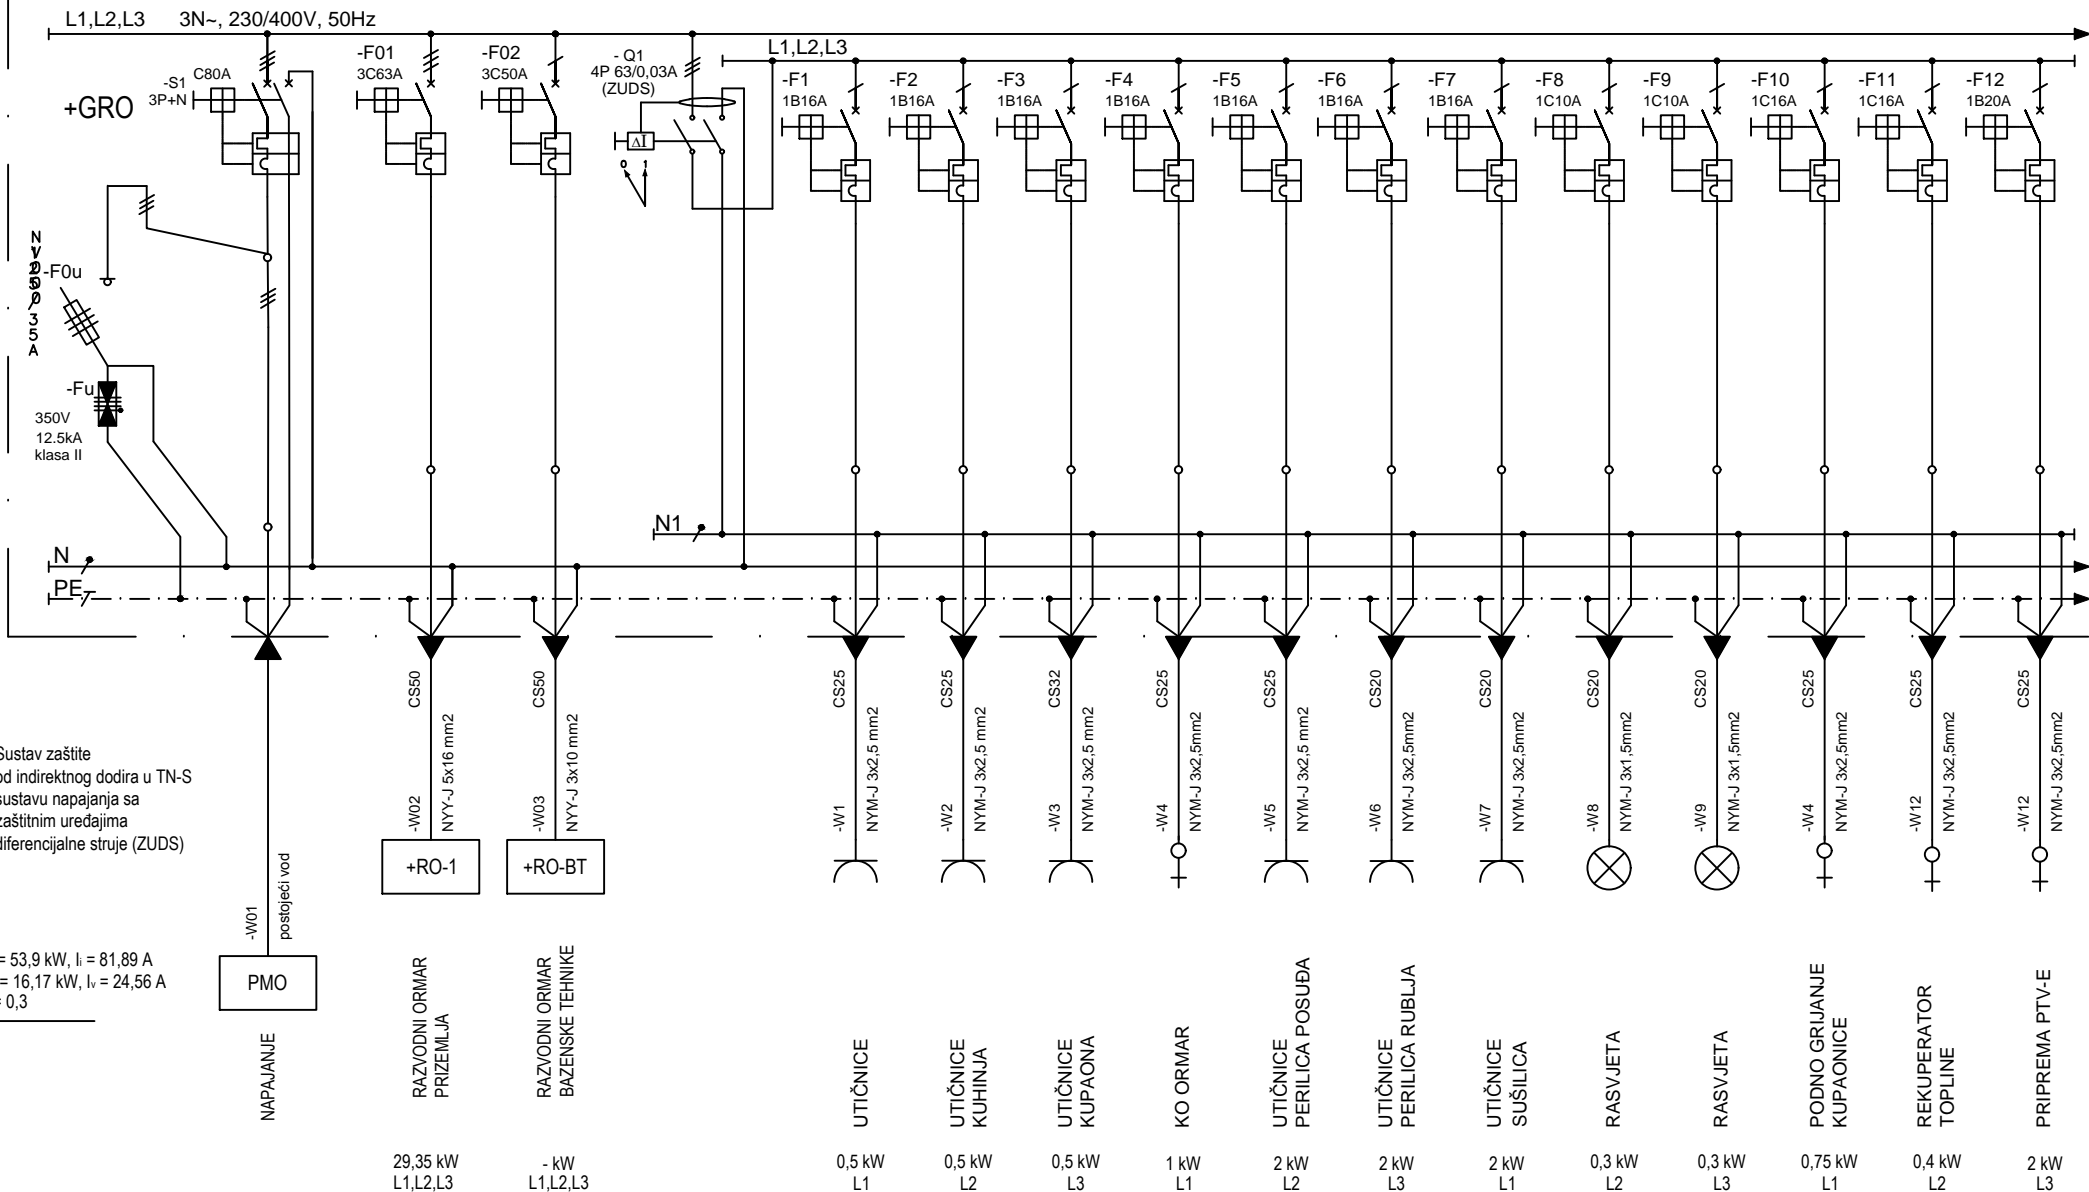 L1,L2,L3 3N~, 230/400V, 50Hz
L1,L2,L3
+GRO
-S1
3P+N
C80A
-F01
3C63A
-F02
3C50A
- Q1
4P 63/0,03A
(ZUDS)
ΔI
0 1
-F1
1B16A
-F2
1B16A
-F3
1B16A
-F4
1B16A
-F5
1B16A
-F6
1B16A
-F7
1B16A
-F8
1C10A
-F9
1C10A
-F10
1C16A
-F11
1C16A
-F12
1B20A
-F0u
35A
-Fu
350V
12.5kA
klasa II
N1
N
PE
CS50
CS50
CS25
CS25
CS32
CS25
CS25
CS20
CS20
CS20
CS20
CS25
CS25
CS25
-W01
postojeći vod
-W02
NYY-J 5x16 mm2
-W03
NYY-J 3x10 mm2
-W1
NYM-J 3x2,5 mm2
-W2
NYM-J 3x2,5 mm2
-W3
NYM-J 3x2,5 mm2
-W4
NYM-J 3x2,5mm2
-W5
NYM-J 3x2,5 mm2
-W6
NYM-J 3x2,5mm2
-W7
NYM-J 3x2,5mm2
-W8
NYM-J 3x1,5mm2
-W9
NYM-J 3x1,5mm2
-W4
NYM-J 3x2,5mm2
-W12
NYM-J 3x2,5mm2
-W12
NYM-J 3x2,5mm2
Sustav zaštite
od indirektnog dodira u TN-S
sustavu napajanja sa
zaštitnim uređajima
diferencijalne struje (ZUDS)
= 53,9 kW, Iᵢ = 81,89 A
= 16,17 kW, Iᵥ = 24,56 A
= 0,3
PMO
+RO-1
+RO-BT
NAPAJANJE
RAZVODNI ORMAR
PRIZEMLJA
RAZVODNI ORMAR
BAZENSKE TEHNIKE
UTIČNICE
UTIČNICE
KUHINJA
UTIČNICE
KUPAONA
KO ORMAR
UTIČNICE
PERILICA POSUĐA
UTIČNICE
PERILICA RUBLJA
UTIČNICE
SUŠILICA
RASVJETA
RASVJETA
PODNO GRIJANJE
KUPAONICE
REKUPERATOR
TOPLINE
PRIPREMA PTV-E
29,35 kW
L1,L2,L3
- kW
L1,L2,L3
0,5 kW
L1
0,5 kW
L2
0,5 kW
L3
1 kW
L1
2 kW
L2
2 kW
L3
2 kW
L1
0,3 kW
L2
0,3 kW
L3
0,75 kW
L1
0,4 kW
L2
2 kW
L3